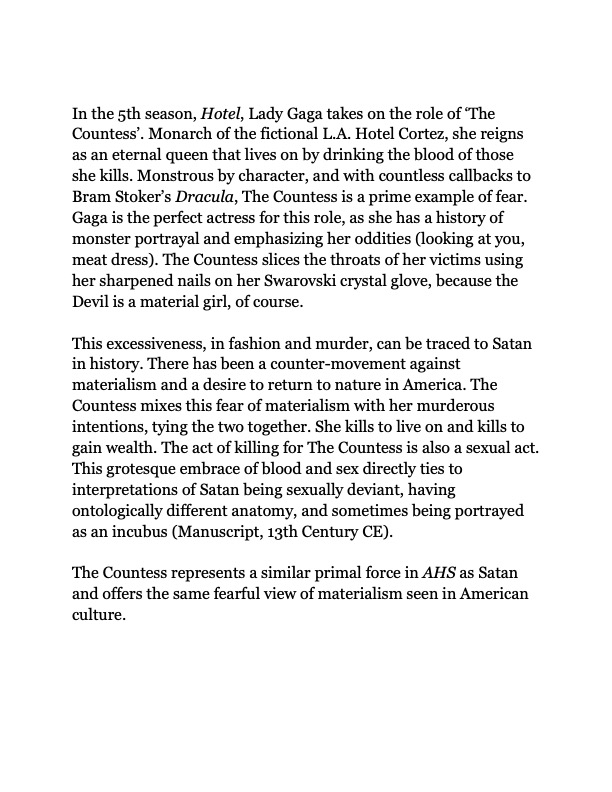 In the 5th season, Hotel, Lady Gaga takes on the role of ‘The
Countess’. Monarch of the fictional L.A. Hotel Cortez, she reigns
as an eternal queen that lives on by drinking the blood of those
she kills. Monstrous by character, and with countless callbacks to
Bram Stoker’s Dracula, The Countess is a prime example of fear.
Gaga is the perfect actress for this role, as she has a history of
monster portrayal and emphasizing her oddities (looking at you,
meat dress). The Countess slices the throats of her victims using
her sharpened nails on her Swarovski crystal glove, because the
Devil is a material girl, of course.
This excessiveness, in fashion and murder, can be traced to Satan
in history. There has been a counter-movement against
materialism and a desire to return to nature in America. The
Countess mixes this fear of materialism with her murderous
intentions, tying the two together. She kills to live on and kills to
gain wealth. The act of killing for The Countess is also a sexual act.
This grotesque embrace of blood and sex directly ties to
interpretations of Satan being sexually deviant, having
ontologically different anatomy, and sometimes being portrayed
as an incubus (Manuscript, 13th Century CE).
The Countess represents a similar primal force in AHS as Satan
and offers the same fearful view of materialism seen in American
culture.